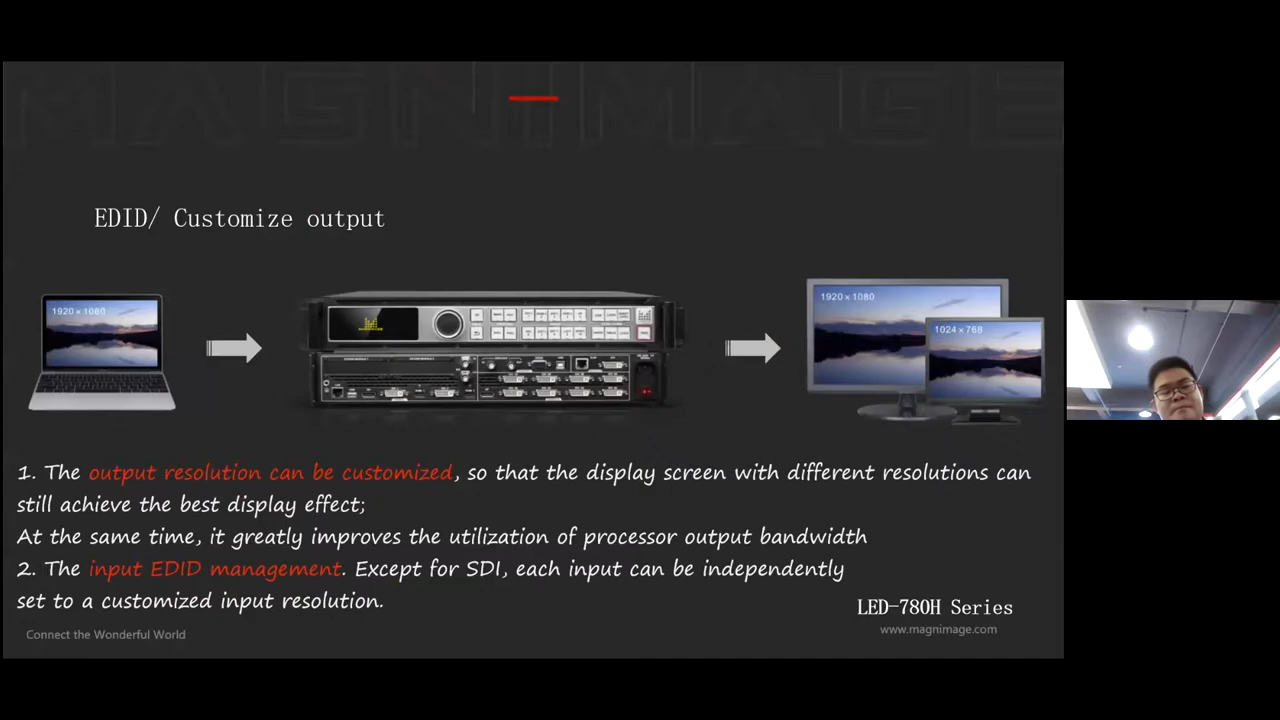 MAGNIMAGE
EDID/ Customize output
1920×1080
1920×1080
1024×768
1. The output resolution can be customized, so that the display screen with different resolutions can
still achieve the best display effect;
At the same time, it greatly improves the utilization of processor output bandwidth
2. The input EDID management. Except for SDI, each input can be independently
set to a customized input resolution.
LED-780H Series
Connect the Wonderful World
www.magnimage.com